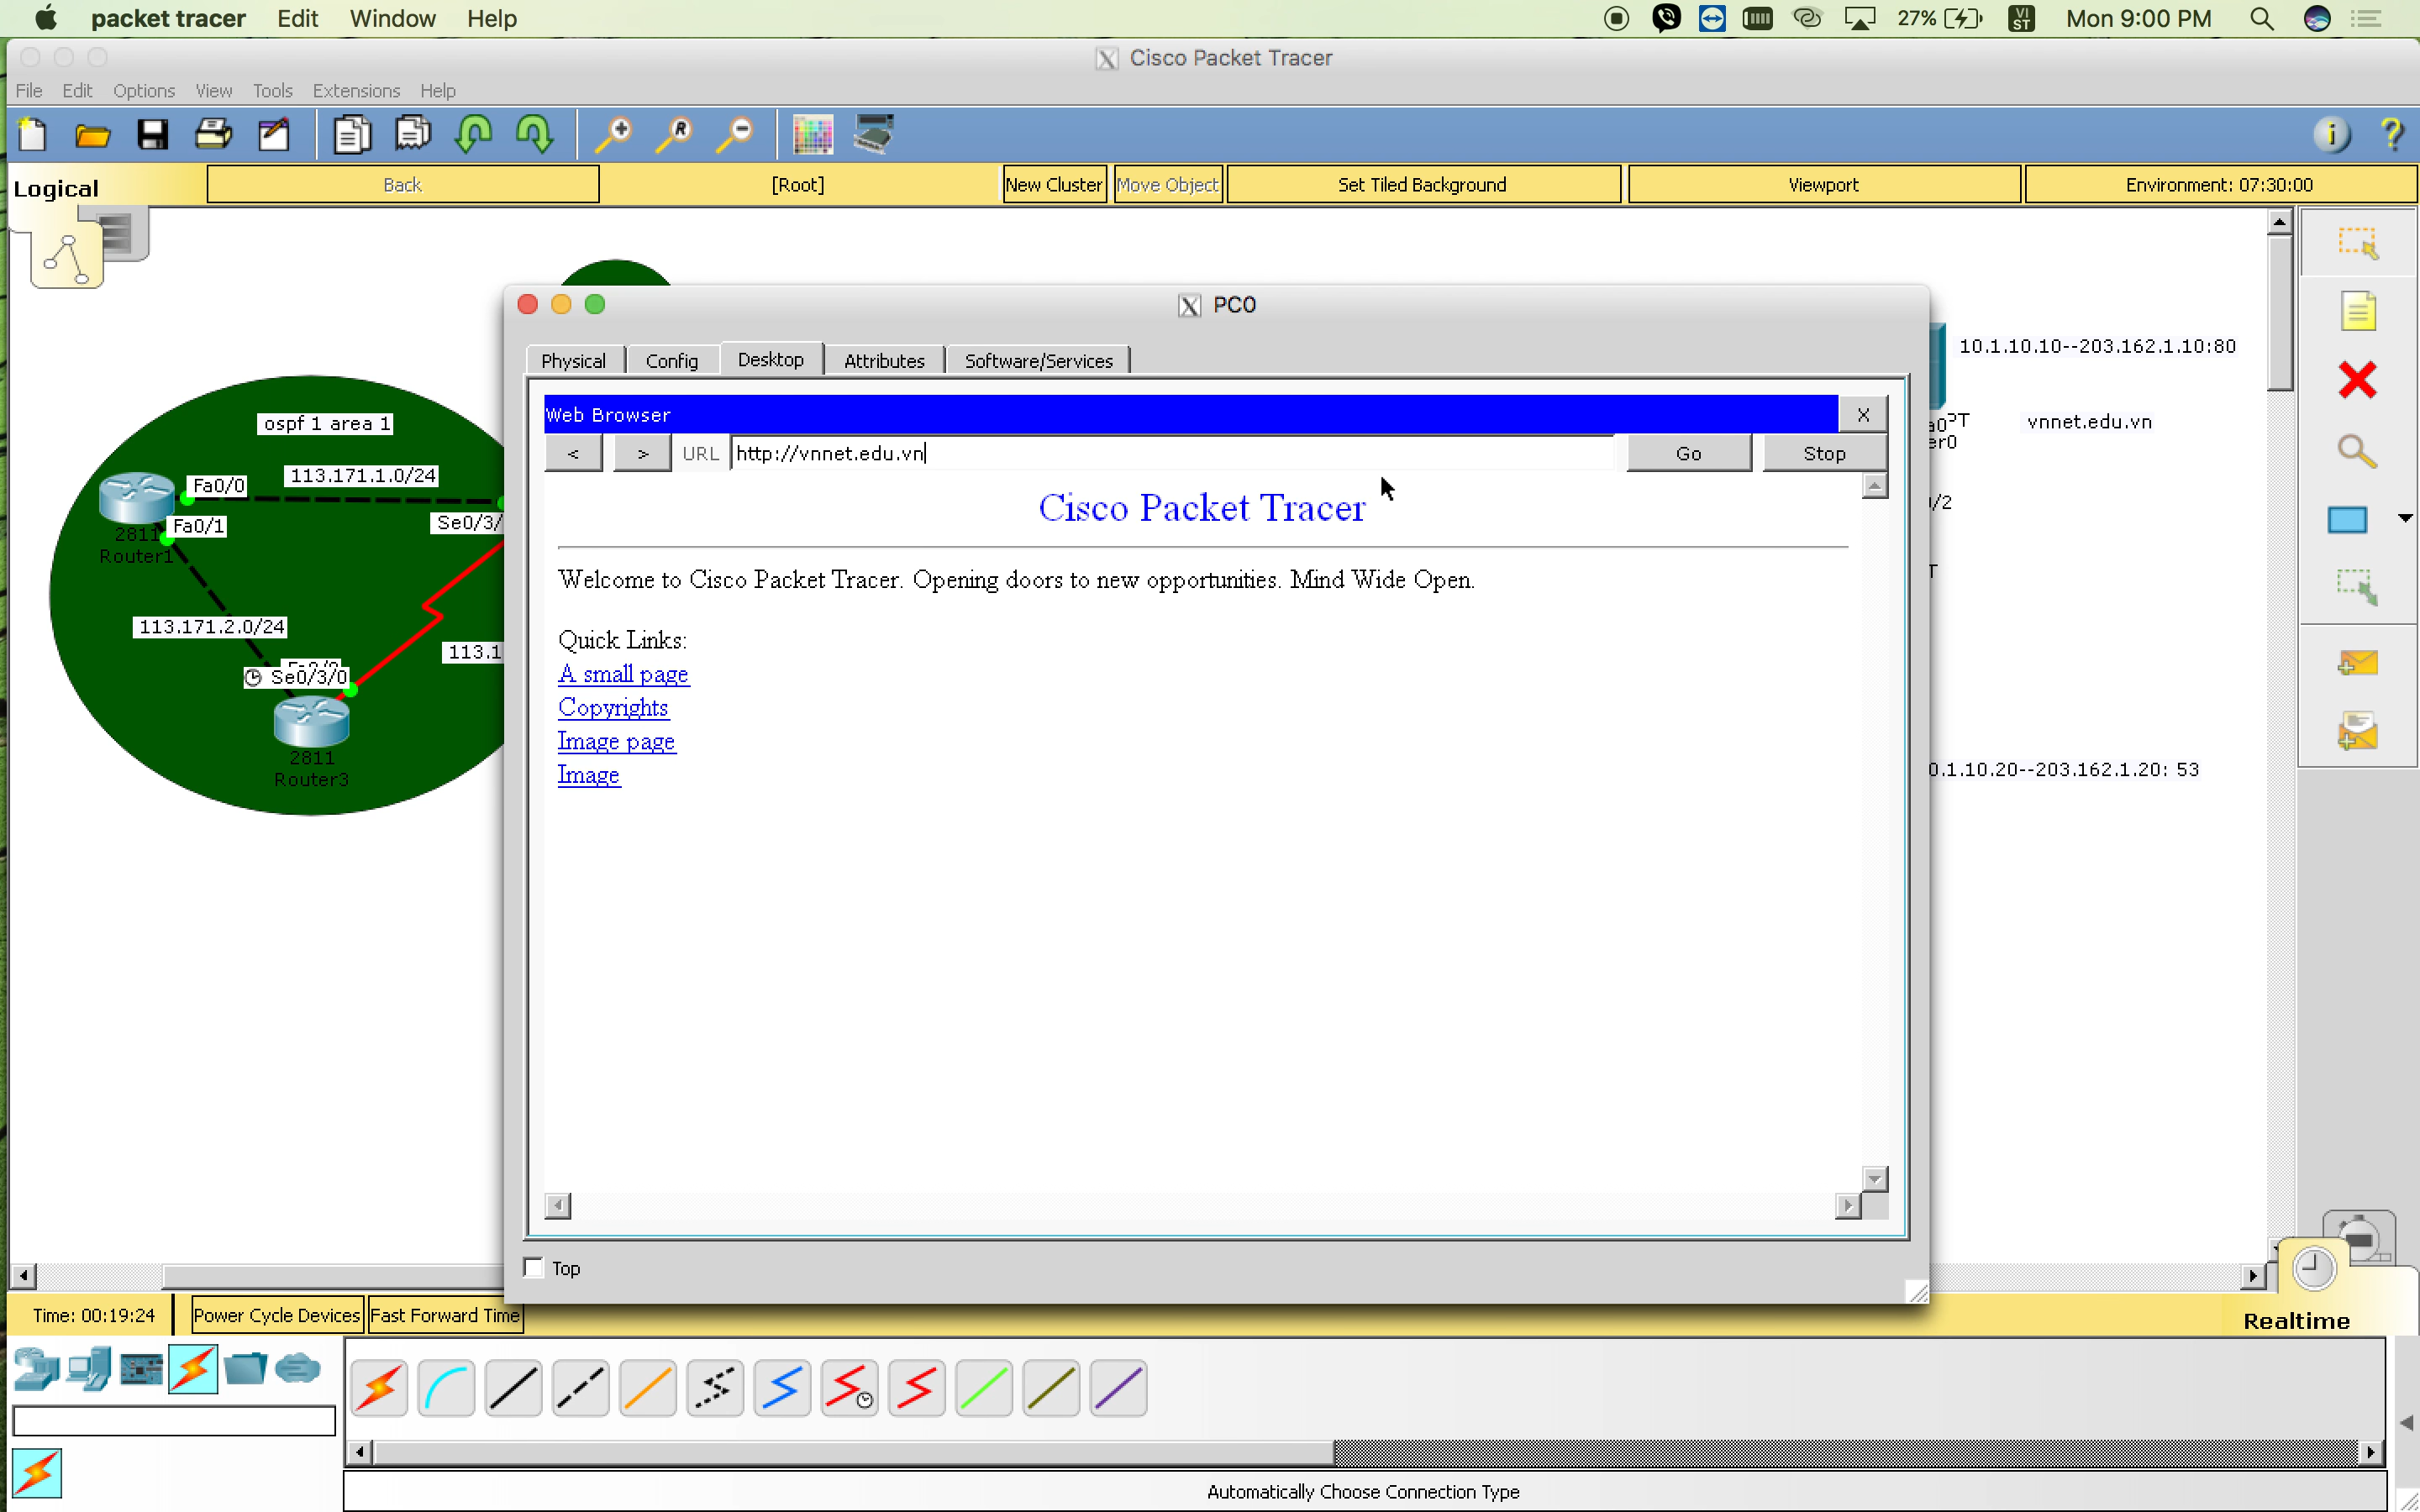 packet tracer Edit Window Help 27% VI ST Mon 9:00 PM
X Cisco Packet Tracer
File Edit Options View Tools Extensions Help
Logical Back [Root] New Cluster Move Object Set Tiled Background Viewport Environment: 07:30:00
X PC0
Physical Config Desktop Attributes Software/Services
Web Browser X
< > URL http://vnnet.edu.vn Go Stop
Cisco Packet Tracer
Welcome to Cisco Packet Tracer. Opening doors to new opportunities. Mind Wide Open.
Quick Links:
A small page
Copyrights
Image page
Image
Top
ospf 1 area 1
113.171.1.0/24
Fa0/0
Fa0/1
Se0/3/
2811
Router1
113.171.2.0/24
113.1
Se0/3/0
2811
Router3
10.1.10.10--203.162.1.10:80
vnnet.edu.vn
er0
/2
T
0.1.10.20--203.162.1.20: 53
Time: 00:19:24 Power Cycle Devices Fast Forward Time Realtime
Automatically Choose Connection Type